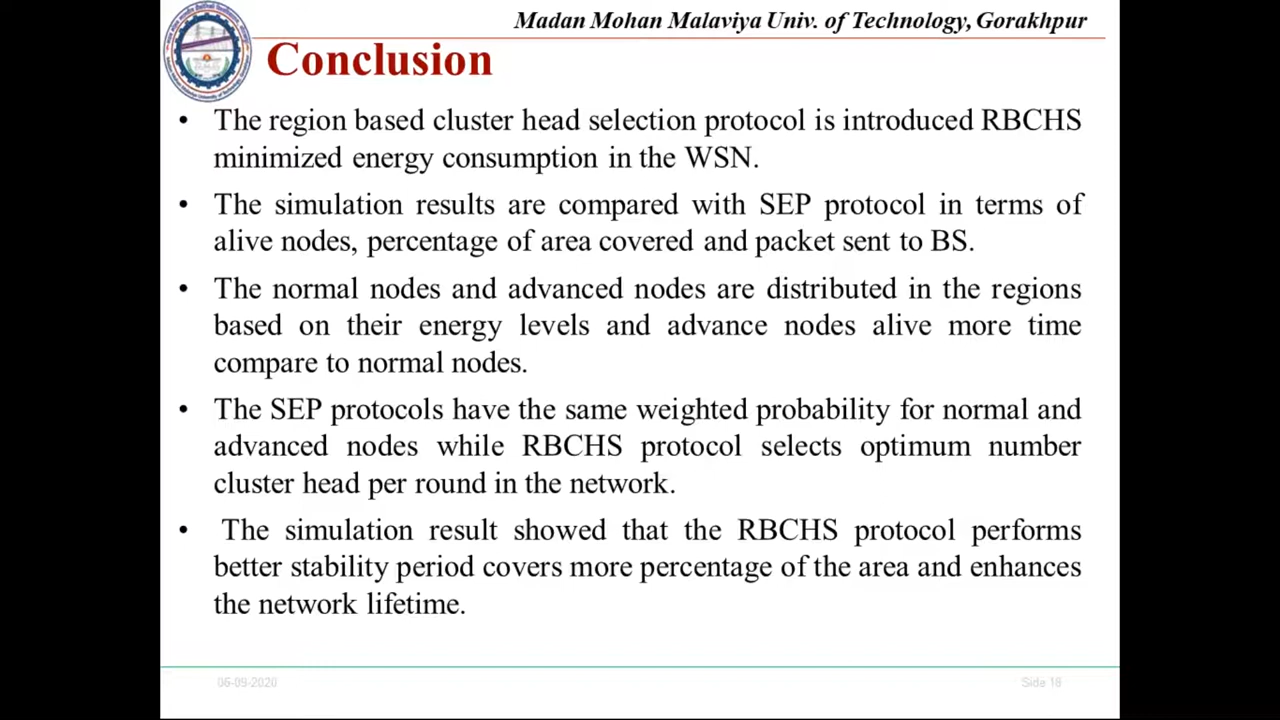 Madan Mohan Malaviya Univ. of Technology, Gorakhpur
Conclusion
• The region based cluster head selection protocol is introduced RBCHS
minimized energy consumption in the WSN.
• The simulation results are compared with SEP protocol in terms of
alive nodes, percentage of area covered and packet sent to BS.
• The normal nodes and advanced nodes are distributed in the regions
based on their energy levels and advance nodes alive more time
compare to normal nodes.
• The SEP protocols have the same weighted probability for normal and
advanced nodes while RBCHS protocol selects optimum number
cluster head per round in the network.
• The simulation result showed that the RBCHS protocol performs
better stability period covers more percentage of the area and enhances
the network lifetime.
06-09-2020
Side 18